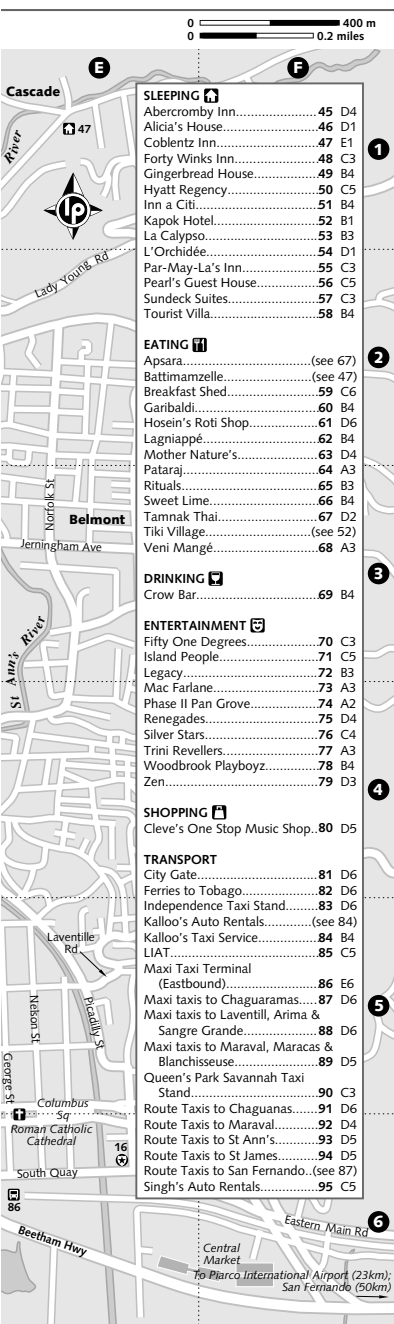 0 400 m
0 0.2 miles
E F
Cascade
47
River
lp
Lady Young Rd
Norfolk St
Belmont
Jerningham Ave
St Ann's River
Laventille
Rd
Nelson St
Picadilly St
George St
Columbus
Sq
Roman Catholic
Cathedral
16
South Quay
86
Beetham Hwy
Eastern Main Rd
Central
Market
To Piarco International Airport (23km);
San Fernando (50km)
1
2
3
4
5
6
SLEEPING
Abercromby Inn....................45 D4
Alicia's House.......................46 D1
Coblentz Inn.........................47 E1
Forty Winks Inn....................48 C3
Gingerbread House..............49 B4
Hyatt Regency......................50 C5
Inn a Citi..............................51 B4
Kapok Hotel.........................52 B1
La Calypso............................53 B3
L'Orchidée...........................54 D1
Par-May-La's Inn..................55 C3
Pearl's Guest House.............56 C5
Sundeck Suites.....................57 C3
Tourist Villa..........................58 B4
EATING
Apsara.............................(see 67)
Battimamzelle..................(see 47)
Breakfast Shed.....................59 C6
Garibaldi...............................60 B4
Hosein's Roti Shop...............61 D6
Lagniappé............................62 B4
Mother Nature's...................63 D4
Pataraj..................................64 A3
Rituals...................................65 B3
Sweet Lime...........................66 B4
Tamnak Thai.........................67 D2
Tiki Village.......................(see 52)
Veni Mangé..........................68 A3
DRINKING
Crow Bar...............................69 B4
ENTERTAINMENT
Fifty One Degrees.................70 C3
Island People........................71 C5
Legacy..................................72 B3
Mac Farlane..........................73 A3
Phase II Pan Grove...............74 A2
Renegades............................75 D4
Silver Stars............................76 C4
Trini Revellers.......................77 A3
Woodbrook Playboyz...........78 B4
Zen.......................................79 D3
SHOPPING
Cleve's One Stop Music Shop..80 D5
TRANSPORT
City Gate..............................81 D6
Ferries to Tobago..................82 D6
Independence Taxi Stand......83 D6
Kalloo's Auto Rentals........(see 84)
Kalloo's Taxi Service..............84 B4
LIAT......................................85 C5
Maxi Taxi Terminal
(Eastbound)......................86 E6
Maxi taxis to Chaguaramas.....87 D6
Maxi taxis to Laventill, Arima &
Sangre Grande..................88 D6
Maxi taxis to Maraval, Maracas &
Blanchisseuse....................89 D5
Queen's Park Savannah Taxi
Stand................................90 C3
Route Taxis to Chaguanas......91 D6
Route Taxis to Maraval..........92 D4
Route Taxis to St Ann's..........93 D5
Route Taxis to St James.........94 D5
Route Taxis to San Fernando..(see 87)
Singh's Auto Rentals.............95 C5